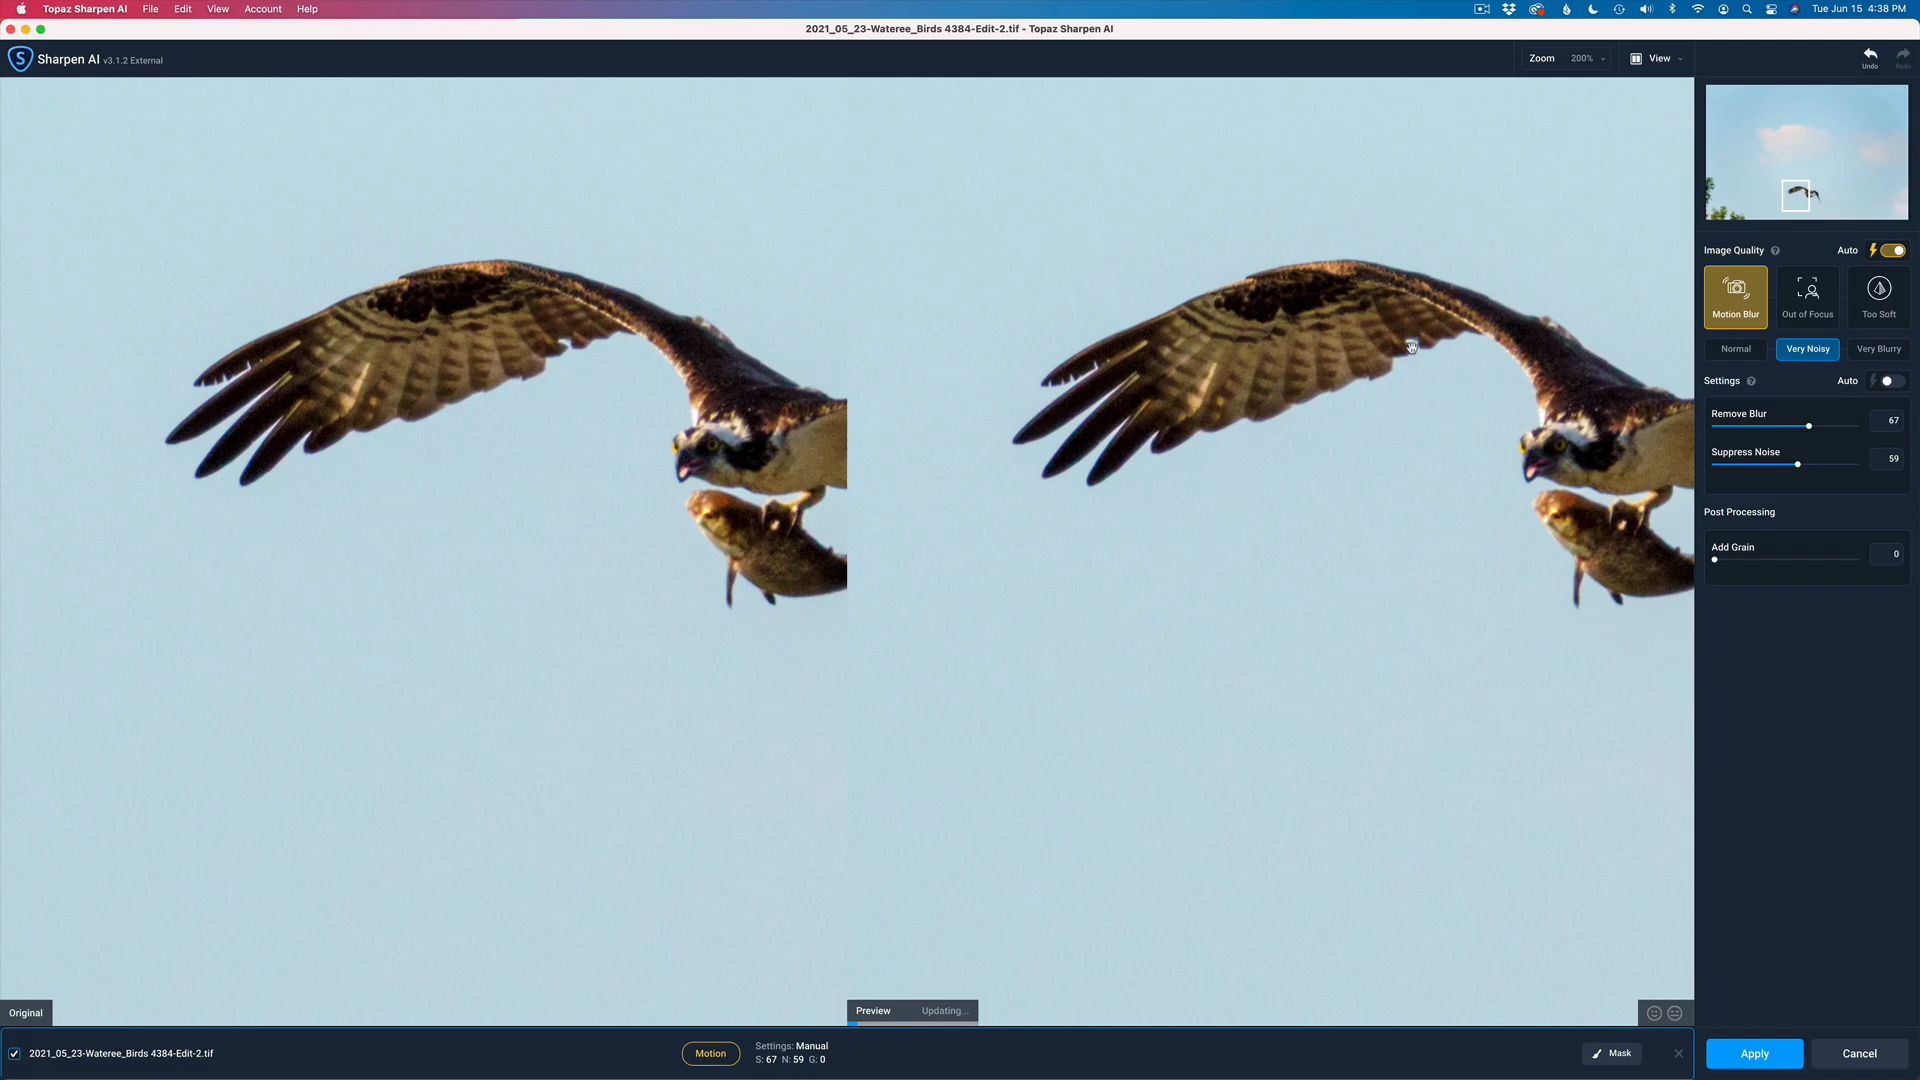 Topaz Sharpen AI File Edit View Account Help Tue Jun 15 4:38 PM
2021_05_23-Wateree_Birds 4384-Edit-2.tif - Topaz Sharpen AI
Sharpen AI v3.1.2 External
Zoom 200% View
Undo Redo
Image Quality Auto
Motion Blur Out of Focus Too Soft
Normal Very Noisy Very Blurry
Settings Auto
Remove Blur 67
Suppress Noise 59
Post Processing
Add Grain 0
Original
Preview Updating...
2021_05_23-Wateree_Birds 4384-Edit-2.tif
Motion
Settings: Manual
S: 67 N: 59 G: 0
Mask
Apply Cancel